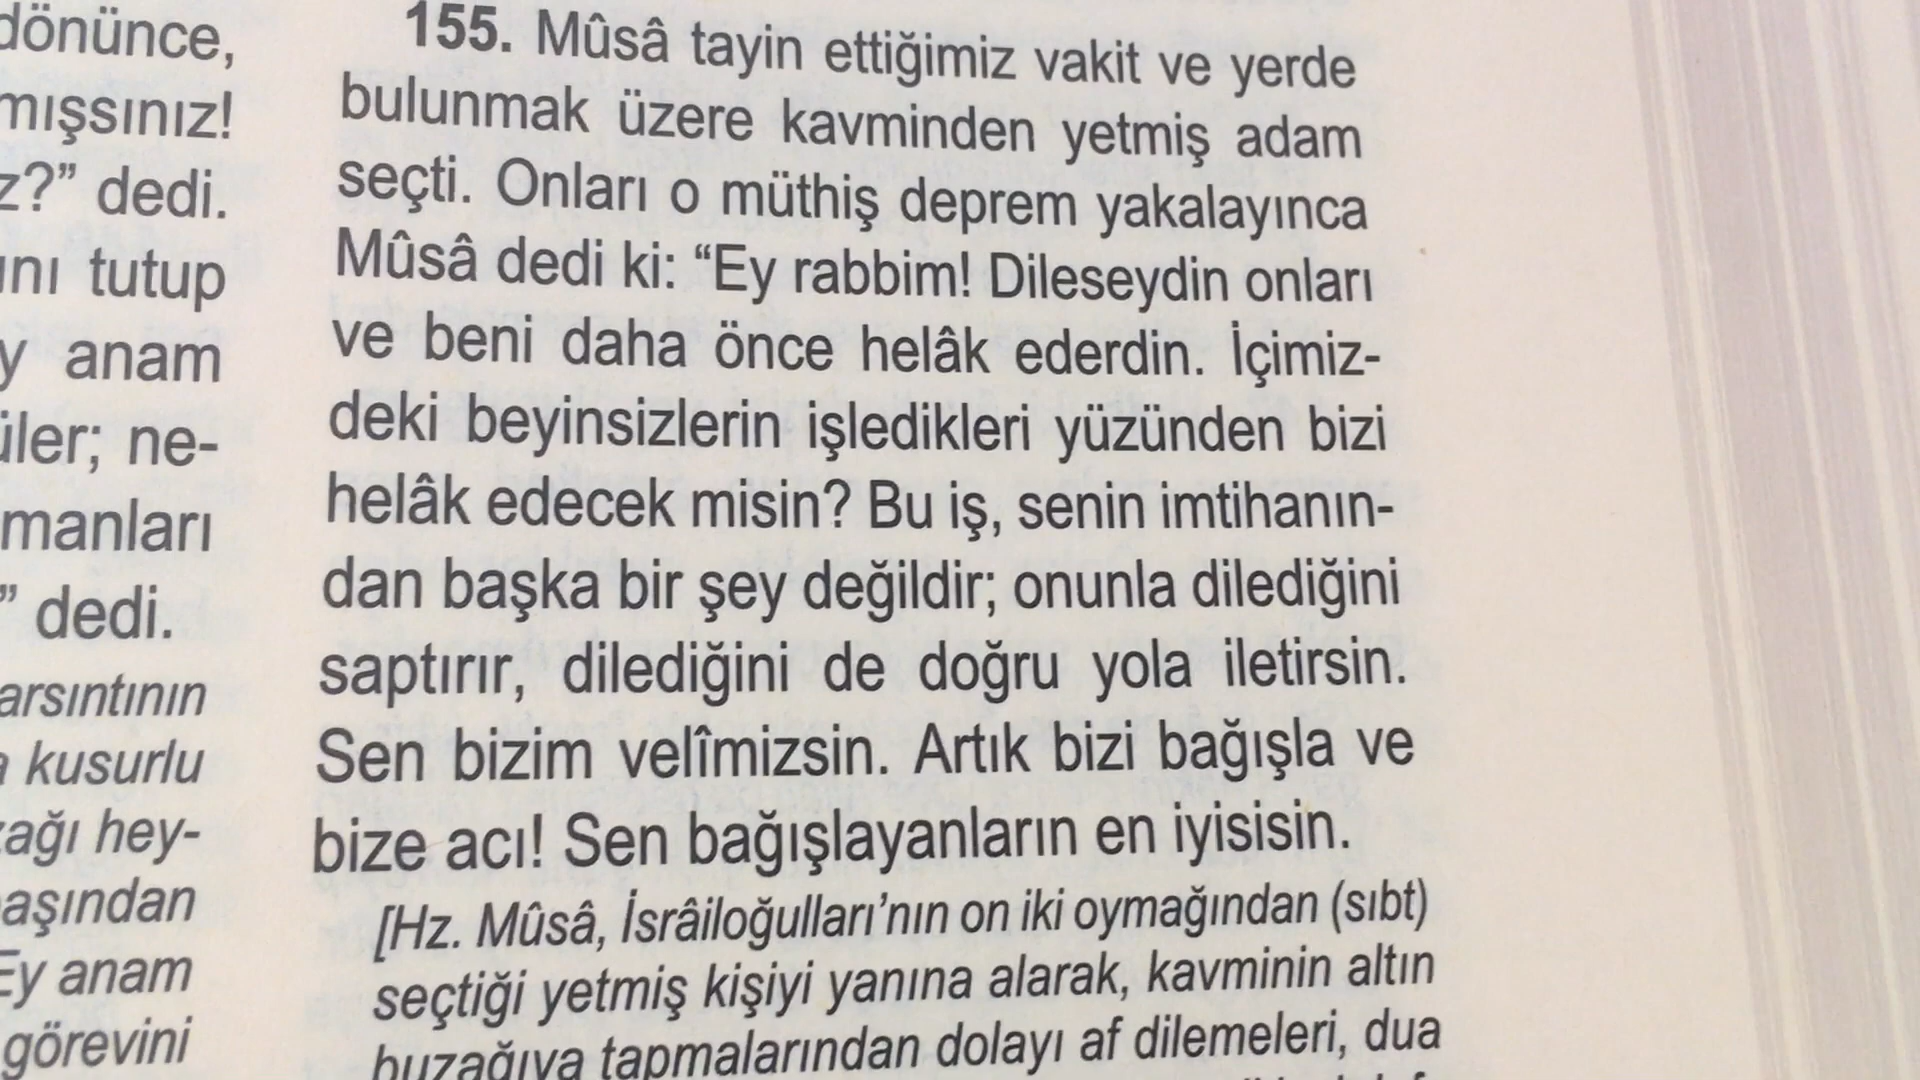 dönünce,
mışsınız!
z?” dedi.
ını tutup
y anam
üler; ne-
manları
” dedi.
arsıntının
a kusurlu
zağı hey-
aşından
Ey anam
görevini
155. Mûsâ tayin ettiğimiz vakit ve yerde
bulunmak üzere kavminden yetmiş adam
seçti. Onları o müthiş deprem yakalayınca
Mûsâ dedi ki: “Ey rabbim! Dileseydin onları
ve beni daha önce helâk ederdin. İçimiz-
deki beyinsizlerin işledikleri yüzünden bizi
helâk edecek misin? Bu iş, senin imtihanın-
dan başka bir şey değildir; onunla dilediğini
saptırır, dilediğini de doğru yola iletirsin.
Sen bizim velîmizsin. Artık bizi bağışla ve
bize acı! Sen bağışlayanların en iyisisin.
[Hz. Mûsâ, İsrâiloğulları’nın on iki oymağından (sıbt)
seçtiği yetmiş kişiyi yanına alarak, kavminin altın
buzağıya tapmalarından dolayı af dilemeleri, dua